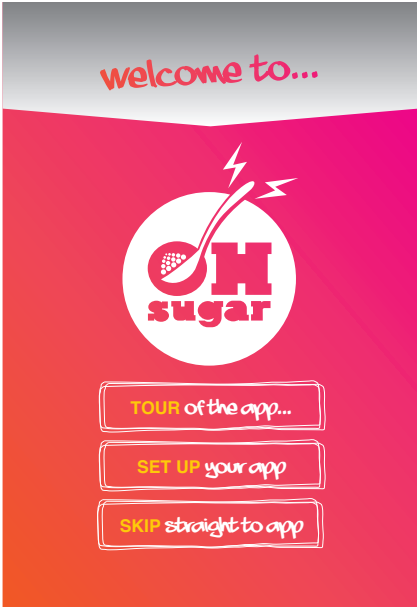 welcome to...
OH
sugar
TOUR of the app...
SET UP your app
SKIP straight to app